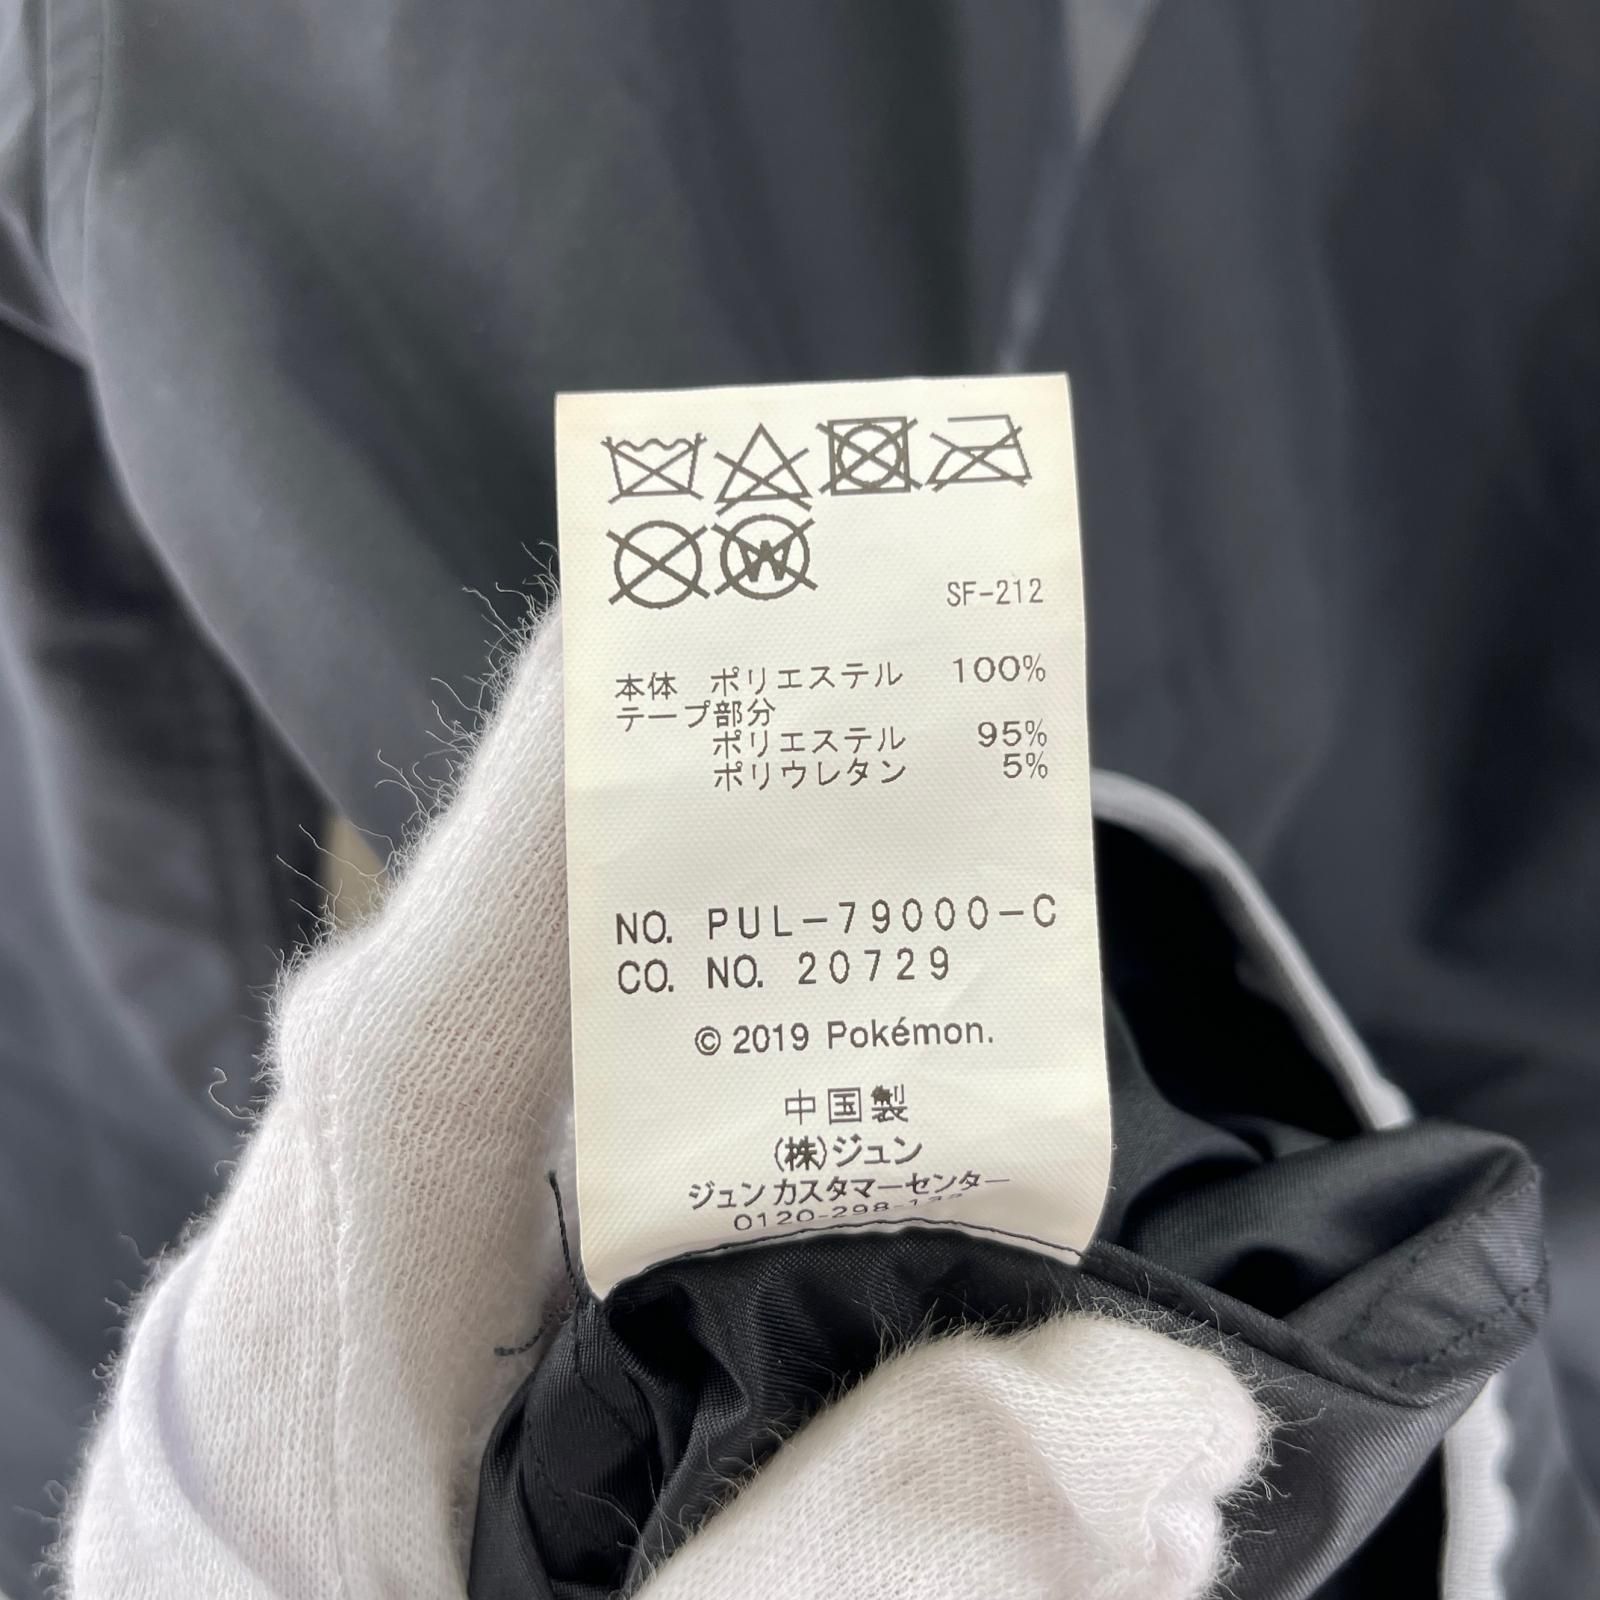 W
SF-212
本体 ポリエステル 100%
テープ部分
ポリエステル 95%
ポリウレタン 5%
NO. PUL-79000-C
CO. NO. 20729
© 2019 Pokémon.
中国製
(株)ジュン
ジュンカスタマーセンター